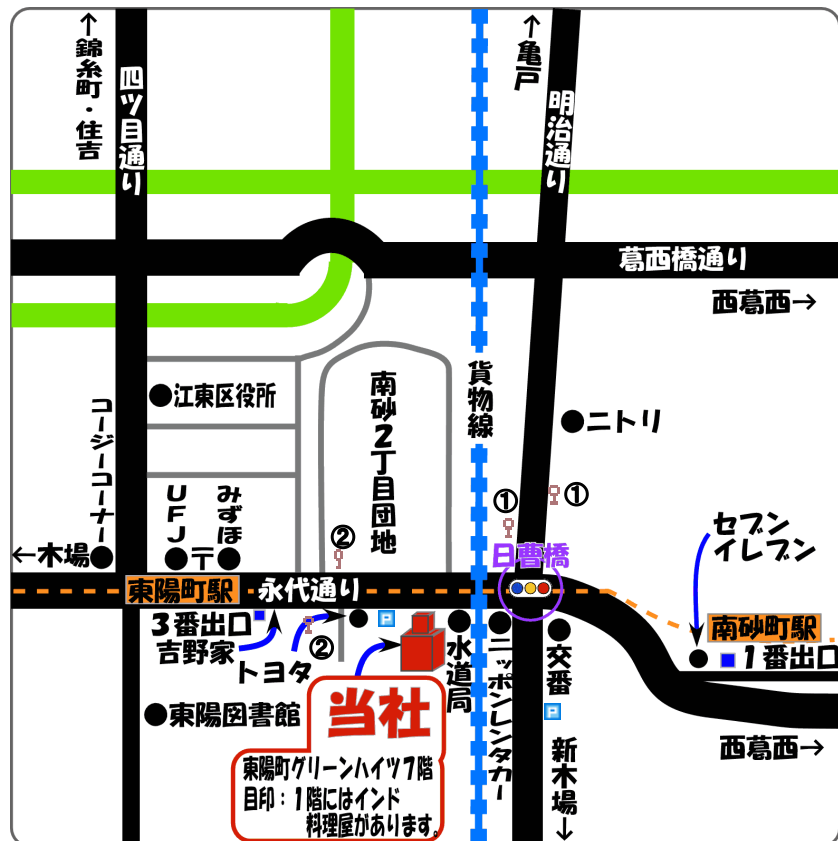 ↑錦糸町・住吉
四ツ目通り
↑亀戸
明治通り
葛西橋通り
西葛西→
貨物線
南砂2丁目団地
●江東区役所
●ニトリ
コージーコーナー
UFJ
みずほ
〒
①
①
②
←木場
日曹橋
セブン
イレブン
東陽町駅
永代通り
南砂町駅
3番出口
1番出口
吉野家
トヨタ
②
P
水道局
ニッポンレンタカー
交番
P
●東陽図書館
当社
東陽町グリーンハイツ7階
目印：1階にはインド
料理屋があります。
新木場→
西葛西→